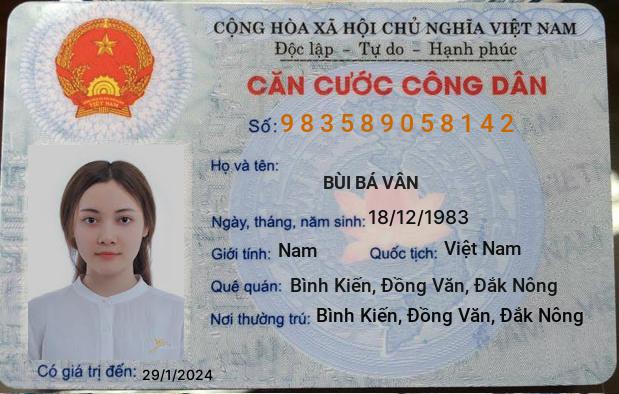 CỘNG HÒA XÃ HỘI CHỦ NGHĨA VIỆT NAM
Độc lập - Tự do - Hạnh phúc
CĂN CƯỚC CÔNG DÂN
Số: 983589058142
Họ và tên:
BÙI BÁ VÂN
Ngày, tháng, năm sinh: 18/12/1983
Giới tính: Nam Quốc tịch: Việt Nam
Quê quán: Bình Kiến, Đồng Văn, Đắk Nông
Nơi thường trú: Bình Kiến, Đồng Văn, Đắk Nông
Có giá trị đến: 29/1/2024
VIỆT NAM